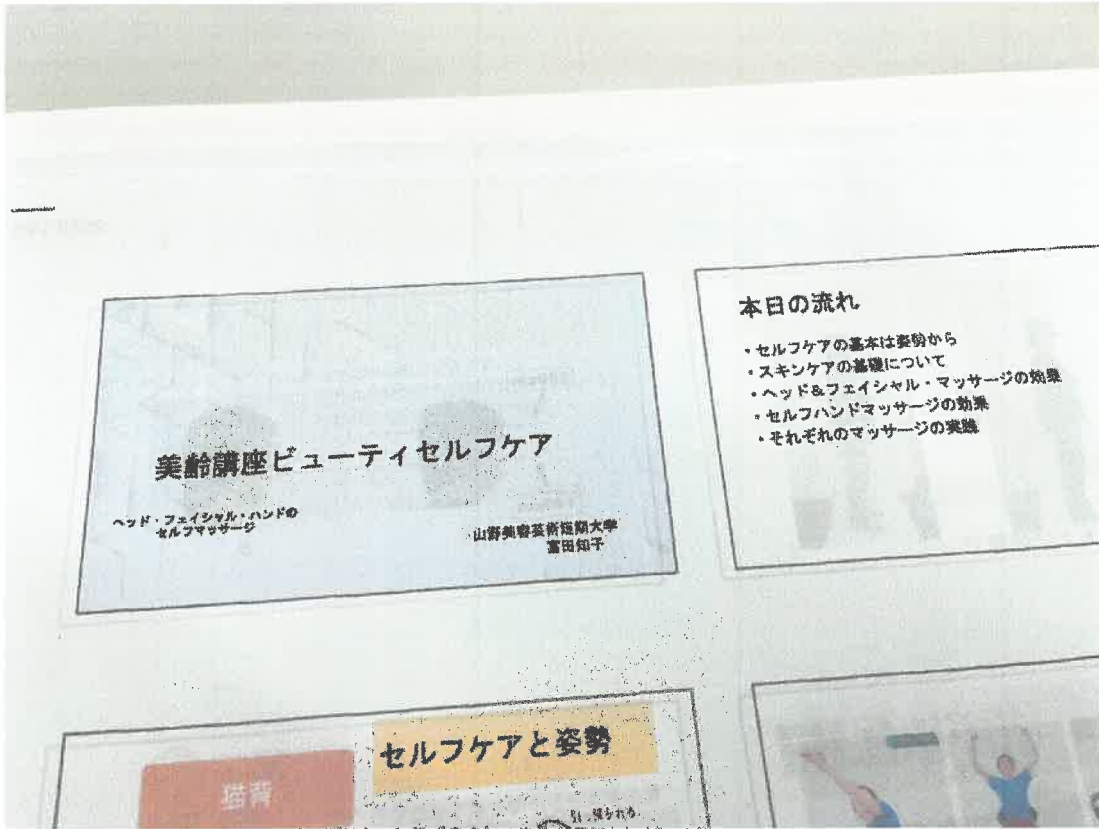 美齢講座ビューティセルフケア
ヘッド・フェイシャル・ハンドの
セルフマッサージ
山野美容芸術短期大学
富田知子
本日の流れ
・セルフケアの基本は姿勢から
・スキンケアの基礎について
・ヘッド&フェイシャル・マッサージの効果
・セルフハンドマッサージの効果
・それぞれのマッサージの実践
セルフケアと姿勢
猫背